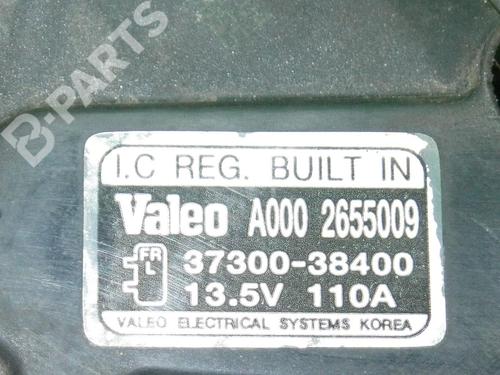 B-PARTS
I.C REG. BUILT IN
Valeo A000 2655009
FR
L
37300-38400
13.5V 110A
VALEO ELECTRICAL SYSTEMS KOREA